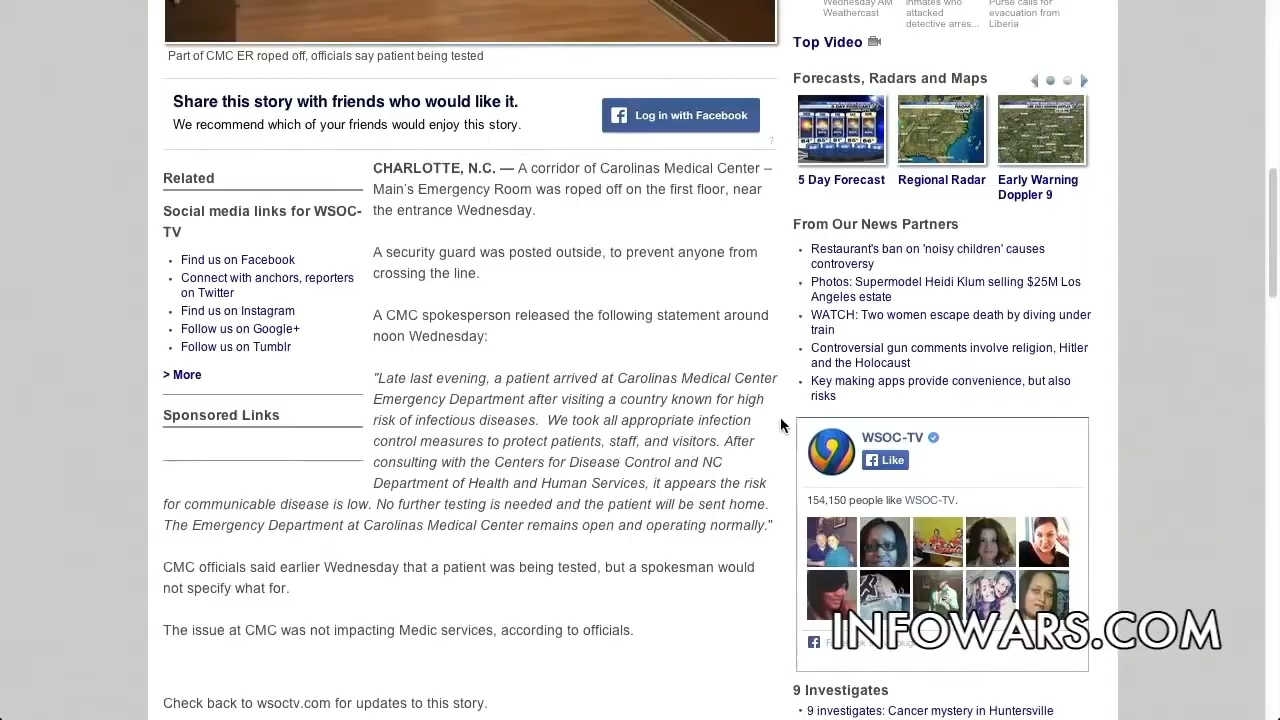 Wednesday AM
Weathercast
inmates who
attacked
detective arres...
Purse calls for
evacuation from
Liberia
Top Video
Part of CMC ER roped off, officials say patient being tested
Forecasts, Radars and Maps
Share this story with friends who would like it.
We recommend which of your friends would enjoy this story.
Log in with Facebook
?
5 Day Forecast
Regional Radar
Early Warning
Doppler 9
Related
Social media links for WSOC-
TV
Find us on Facebook
Connect with anchors, reporters
on Twitter
Find us on Instagram
Follow us on Google+
Follow us on Tumblr
> More
Sponsored Links
CHARLOTTE, N.C. — A corridor of Carolinas Medical Center –
Main's Emergency Room was roped off on the first floor, near
the entrance Wednesday.
A security guard was posted outside, to prevent anyone from
crossing the line.
A CMC spokesperson released the following statement around
noon Wednesday:
"Late last evening, a patient arrived at Carolinas Medical Center
Emergency Department after visiting a country known for high
risk of infectious diseases.  We took all appropriate infection
control measures to protect patients, staff, and visitors. After
consulting with the Centers for Disease Control and NC
Department of Health and Human Services, it appears the risk
for communicable disease is low. No further testing is needed and the patient will be sent home.
The Emergency Department at Carolinas Medical Center remains open and operating normally."
CMC officials said earlier Wednesday that a patient was being tested, but a spokesman would
not specify what for.
The issue at CMC was not impacting Medic services, according to officials.
Check back to wsoctv.com for updates to this story.
From Our News Partners
Restaurant's ban on 'noisy children' causes
controversy
Photos: Supermodel Heidi Klum selling $25M Los
Angeles estate
WATCH: Two women escape death by diving under
train
Controversial gun comments involve religion, Hitler
and the Holocaust
Key making apps provide convenience, but also
risks
9
WSOC-TV
Like
154,150 people like WSOC-TV.
INFOWARS.COM
9 Investigates
9 investigates: Cancer mystery in Huntersville